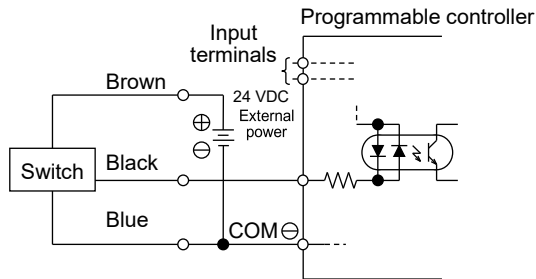 Programmable controller
Input
terminals
Brown
24 VDC
External
power
⊕
⊖
Switch
Black
Blue
COM⊖